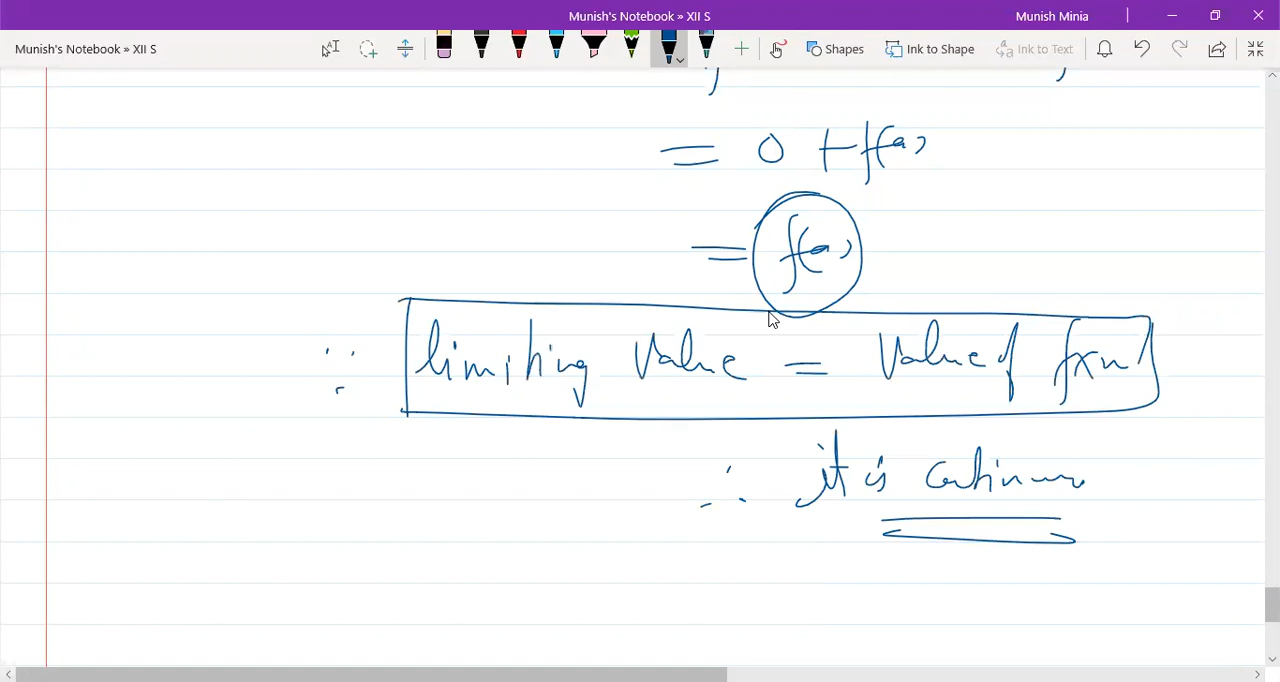 Munish's Notebook » XII S
Munish Minia
Munish's Notebook » XII S
Shapes
Ink to Shape
Ink to Text
= 0 + f(a)
= f(a)
∵ limiting Value = Value of fxn
∴ it is continuous